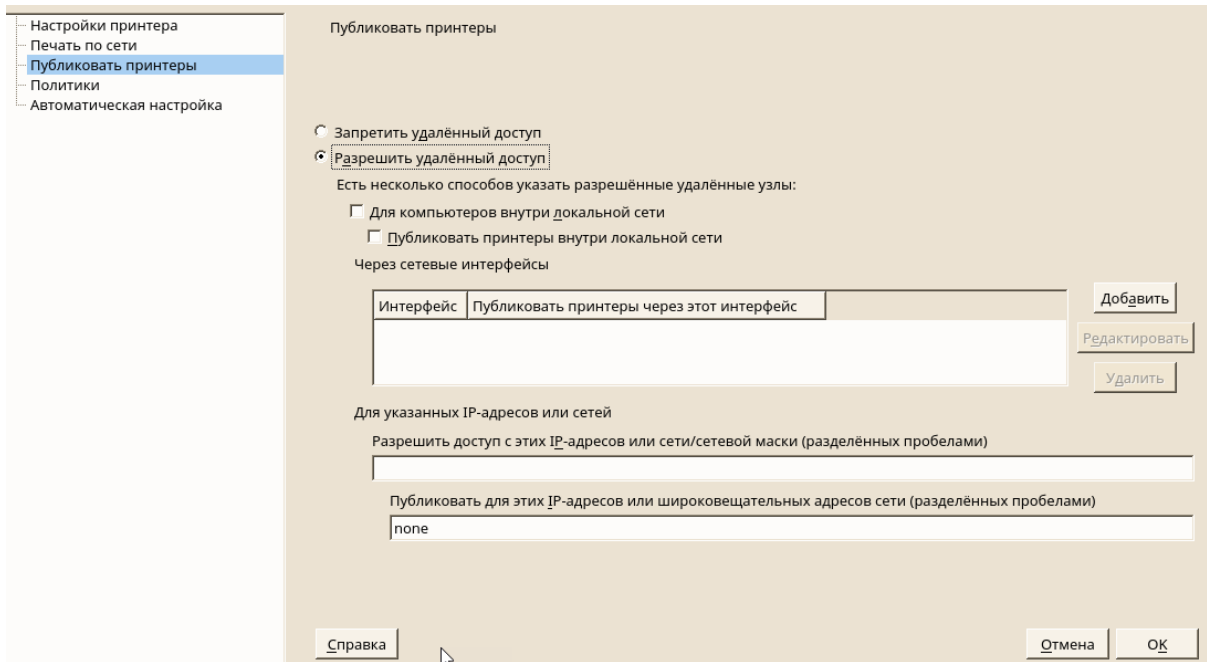 Настройки принтера
Печать по сети
Публиковать принтеры
Политики
Автоматическая настройка
Публиковать принтеры
Запретить удалённый доступ
Разрешить удалённый доступ
Есть несколько способов указать разрешённые удалённые узлы:
Для компьютеров внутри локальной сети
Публиковать принтеры внутри локальной сети
Через сетевые интерфейсы
Интерфейс Публиковать принтеры через этот интерфейс
Добавить
Редактировать
Удалить
Для указанных IP-адресов или сетей
Разрешить доступ с этих IP-адресов или сети/сетевой маски (разделённых пробелами)
Публиковать для этих IP-адресов или широковещательных адресов сети (разделённых пробелами)
none
Справка Отмена OK